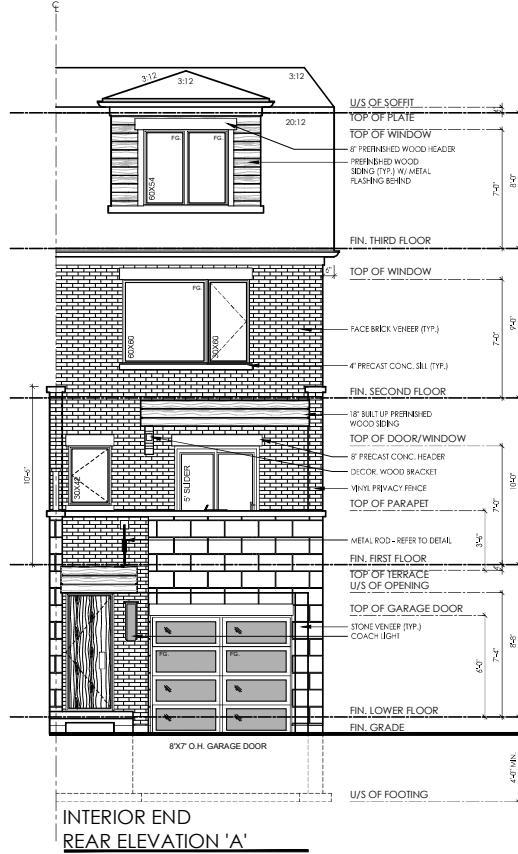 ℄
3:12
3:12
3:12
U/S OF SOFFIT
TOP OF PLATE
20:12
TOP OF WINDOW
8" PREFINISHED WOOD HEADER
FG.
FG.
PREFINISHED WOOD
SIDING (TYP.) W/ METAL
FLASHING BEHIND
60X54
7'-0"
8'-0"
FIN. THIRD FLOOR
6"
TOP OF WINDOW
FG.
60X60
30X60
FACE BRICK VENEER (TYP.)
7'-0"
9'-0"
4" PRECAST CONC. SILL (TYP.)
FIN. SECOND FLOOR
18" BUILT UP PREFINISHED
WOOD SIDING
TOP OF DOOR/WINDOW
8" PRECAST CONC. HEADER
DECOR. WOOD BRACKET
10'-6"
30X42
5' SLIDER
VINYL PRIVACY FENCE
TOP OF PARAPET
7'-0"
10'-0"
METAL ROD - REFER TO DETAIL
3'-6"
FIN. FIRST FLOOR
TOP OF TERRACE
U/S OF OPENING
TOP OF GARAGE DOOR
STONE VENEER (TYP.)
COACH LIGHT
FG.
FG.
6'-0"
7'-4"
8'-8"
FIN. LOWER FLOOR
FIN. GRADE
8'X7' O.H. GARAGE DOOR
4'-0" MIN.
U/S OF FOOTING
INTERIOR END
REAR ELEVATION 'A'